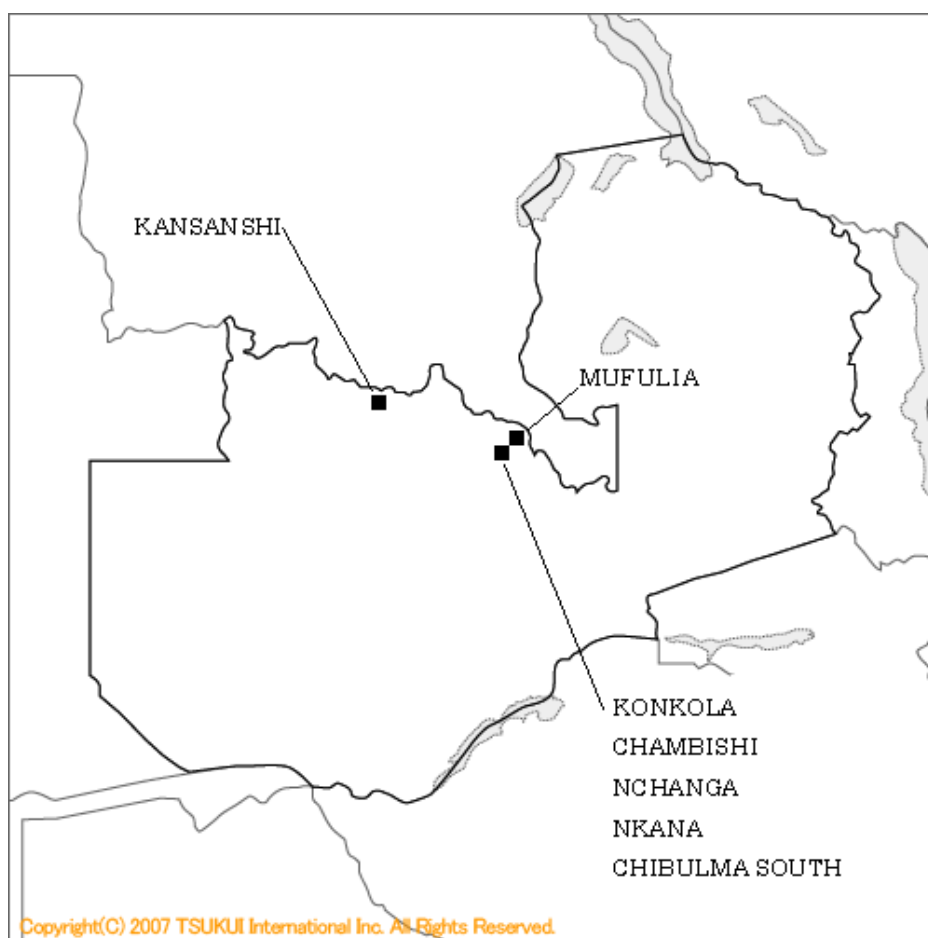 KANSANSHI
MUFULIA
KONKOLA
CHAMBISHI
NCHANGA
NKANA
CHIBULMA SOUTH
Copyright(C) 2007 TSUKUI International Inc. All Rights Reserved.